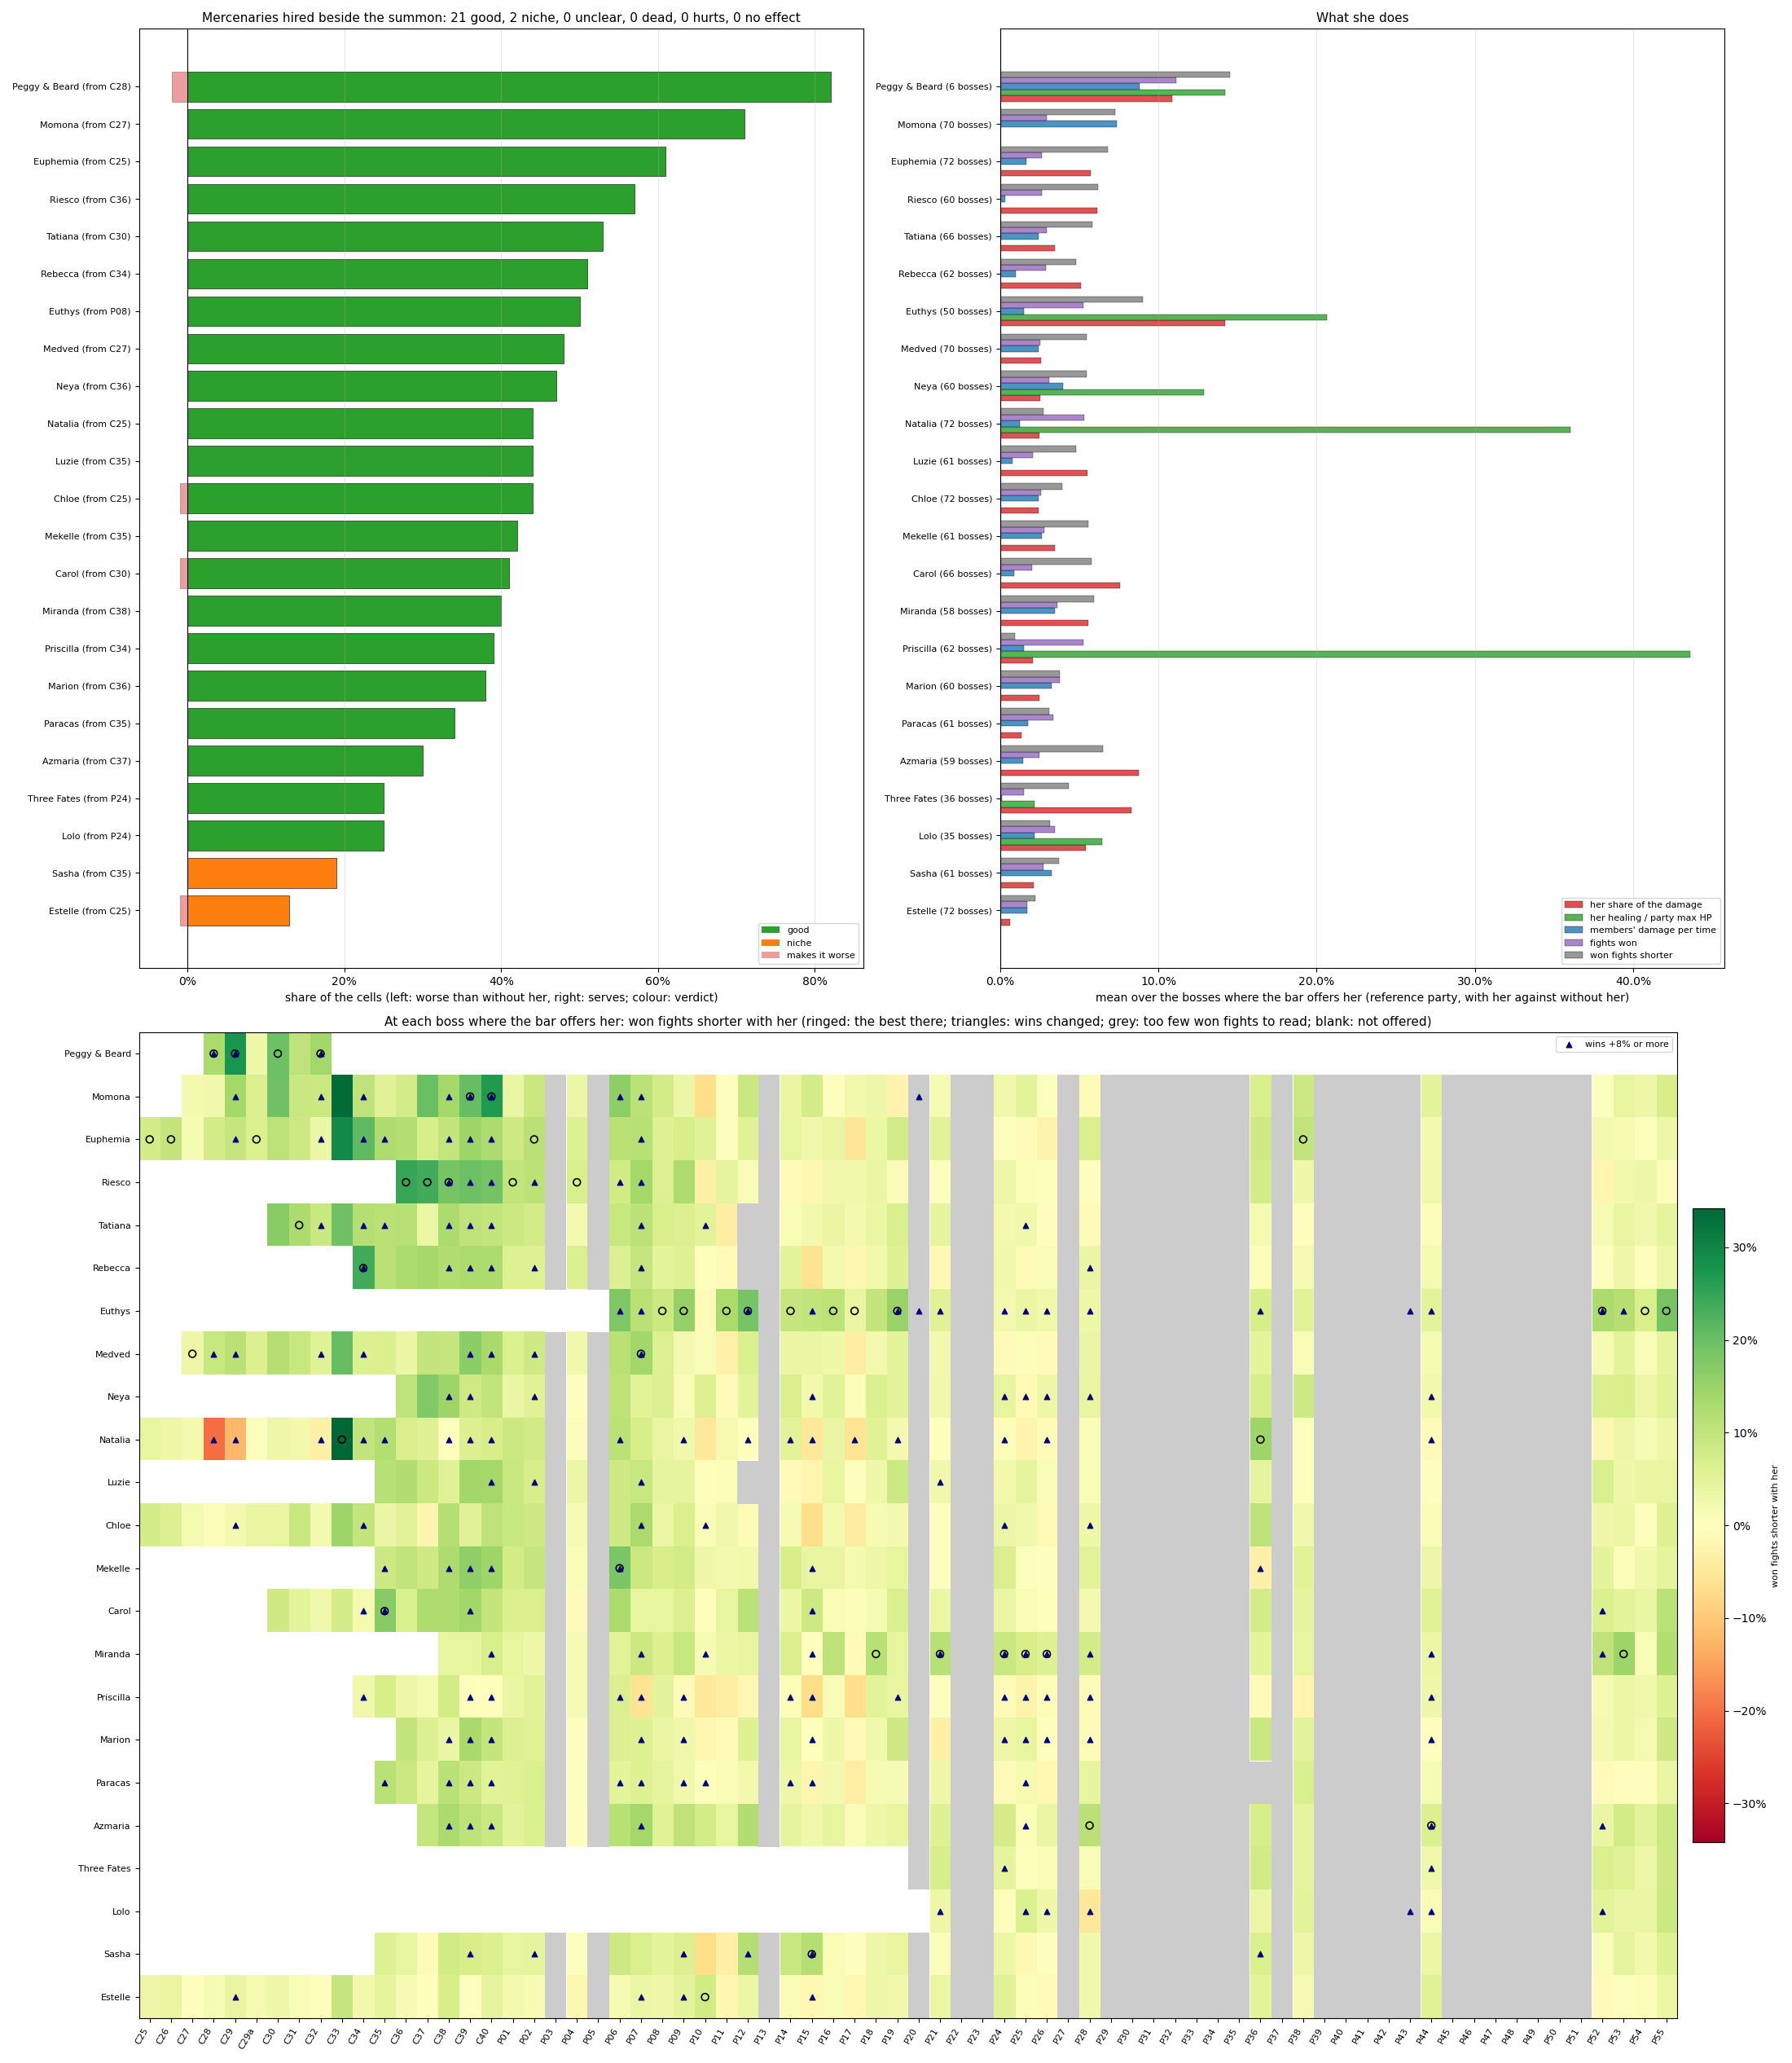 Mercenaries hired beside the summon: 21 good, 2 niche, 0 unclear, 0 dead, 0 hurts, 0 no effect
Peggy & Beard (from C28)
Momona (from C27)
Euphemia (from C25)
Riesco (from C36)
Tatiana (from C30)
Rebecca (from C34)
Euthys (from P08)
Medved (from C27)
Neya (from C36)
Natalia (from C25)
Luzie (from C35)
Chloe (from C25)
Mekelle (from C35)
Carol (from C30)
Miranda (from C38)
Priscilla (from C34)
Marion (from C36)
Paracas (from C35)
Azmaria (from C37)
Three Fates (from P24)
Lolo (from P24)
Sasha (from C35)
Estelle (from C25)
good
niche
makes it worse
0% 20% 40% 60% 80%
share of the cells (left: worse than without her, right: serves; colour: verdict)
What she does
Peggy & Beard (6 bosses)
Momona (70 bosses)
Euphemia (72 bosses)
Riesco (60 bosses)
Tatiana (66 bosses)
Rebecca (62 bosses)
Euthys (50 bosses)
Medved (70 bosses)
Neya (60 bosses)
Natalia (72 bosses)
Luzie (61 bosses)
Chloe (72 bosses)
Mekelle (61 bosses)
Carol (66 bosses)
Miranda (58 bosses)
Priscilla (62 bosses)
Marion (60 bosses)
Paracas (61 bosses)
Azmaria (59 bosses)
Three Fates (36 bosses)
Lolo (35 bosses)
Sasha (61 bosses)
Estelle (72 bosses)
her share of the damage
her healing / party max HP
members' damage per time
fights won
won fights shorter
0.0% 10.0% 20.0% 30.0% 40.0%
mean over the bosses where the bar offers her (reference party, with her against without her)
At each boss where the bar offers her: won fights shorter with her (ringed: the best there; triangles: wins changed; grey: too few won fights to read; blank: not offered)
wins +8% or more
Peggy & Beard
Momona
Euphemia
Riesco
Tatiana
Rebecca
Euthys
Medved
Neya
Natalia
Luzie
Chloe
Mekelle
Carol
Miranda
Priscilla
Marion
Paracas
Azmaria
Three Fates
Lolo
Sasha
Estelle
C25 C26 C27 C28 C29 C29a C30 C31 C32 C33 C34 C35 C36 C37 C38 C39 C40 P01 P02 P03 P04 P05 P06 P07 P08 P09 P10 P11 P12 P13 P14 P15 P16 P17 P18 P19 P20 P21 P22 P23 P24 P25 P26 P27 P28 P29 P30 P31 P32 P33 P34 P35 P36 P37 P38 P39 P40 P41 P42 P43 P44 P45 P46 P47 P48 P49 P50 P51 P52 P53 P54 P55
30%
20%
10%
0%
−10%
−20%
−30%
won fights shorter with her